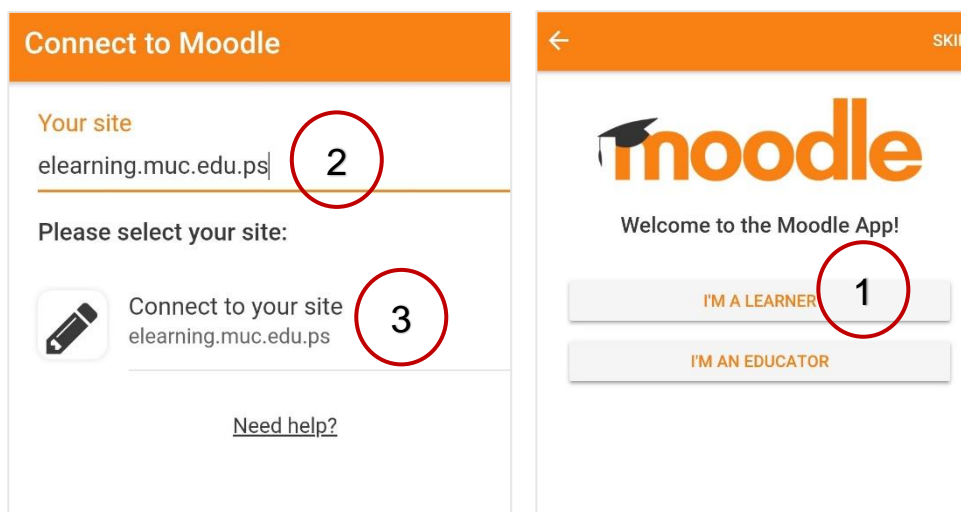 Connect to Moodle
Your site
elearning.muc.edu.ps
2
Please select your site:
Connect to your site
elearning.muc.edu.ps
3
Need help?
SKI
moodle
Welcome to the Moodle App!
I'M A LEARNER
1
I'M AN EDUCATOR